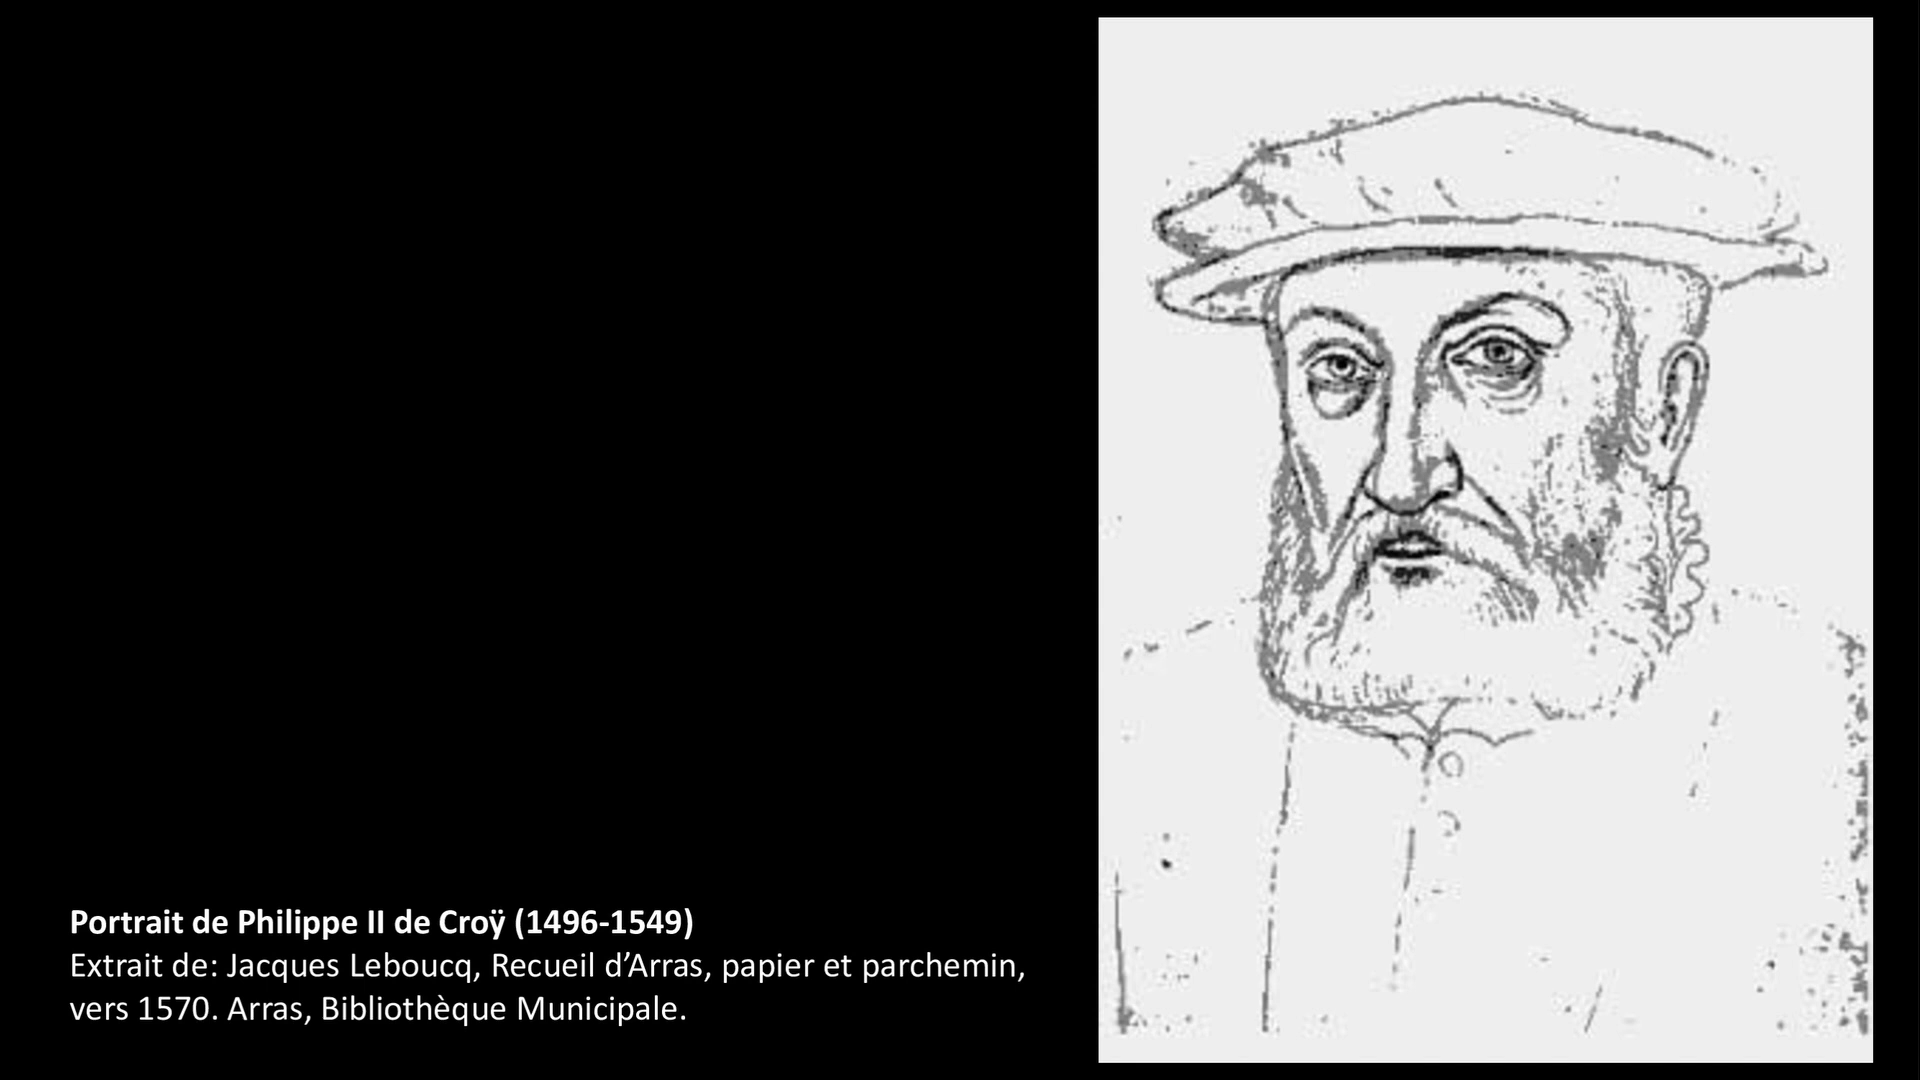 Portrait de Philippe II de Croÿ (1496-1549)
Extrait de: Jacques Leboucq, Recueil d’Arras, papier et parchemin,
vers 1570. Arras, Bibliothèque Municipale.